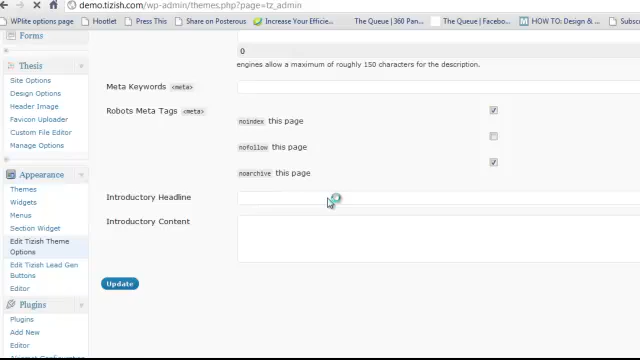 demo.tizish.com/wp-admin/themes.php?page=tz_admin
WPlite options page Hootlet Press This Share on Posterous Increase Your Efficie... The Queue | 360 Pan... The Queue | Facebo... HOW TO: Design & ...
Forms
0
engines allow a maximum of roughly 150 characters for the description.
Thesis
Site Options
Design Options
Header Image
Favicon Uploader
Custom File Editor
Manage Options
Meta Keywords <meta>
Robots Meta Tags <meta>
noindex this page
nofollow this page
noarchive this page
Appearance
Themes
Widgets
Menus
Section Widget
Edit Tizish Theme
Options
Edit Tizish Lead Gen
Buttons
Editor
Introductory Headline
Introductory Content
Update
Plugins
Plugins
Add New
Editor